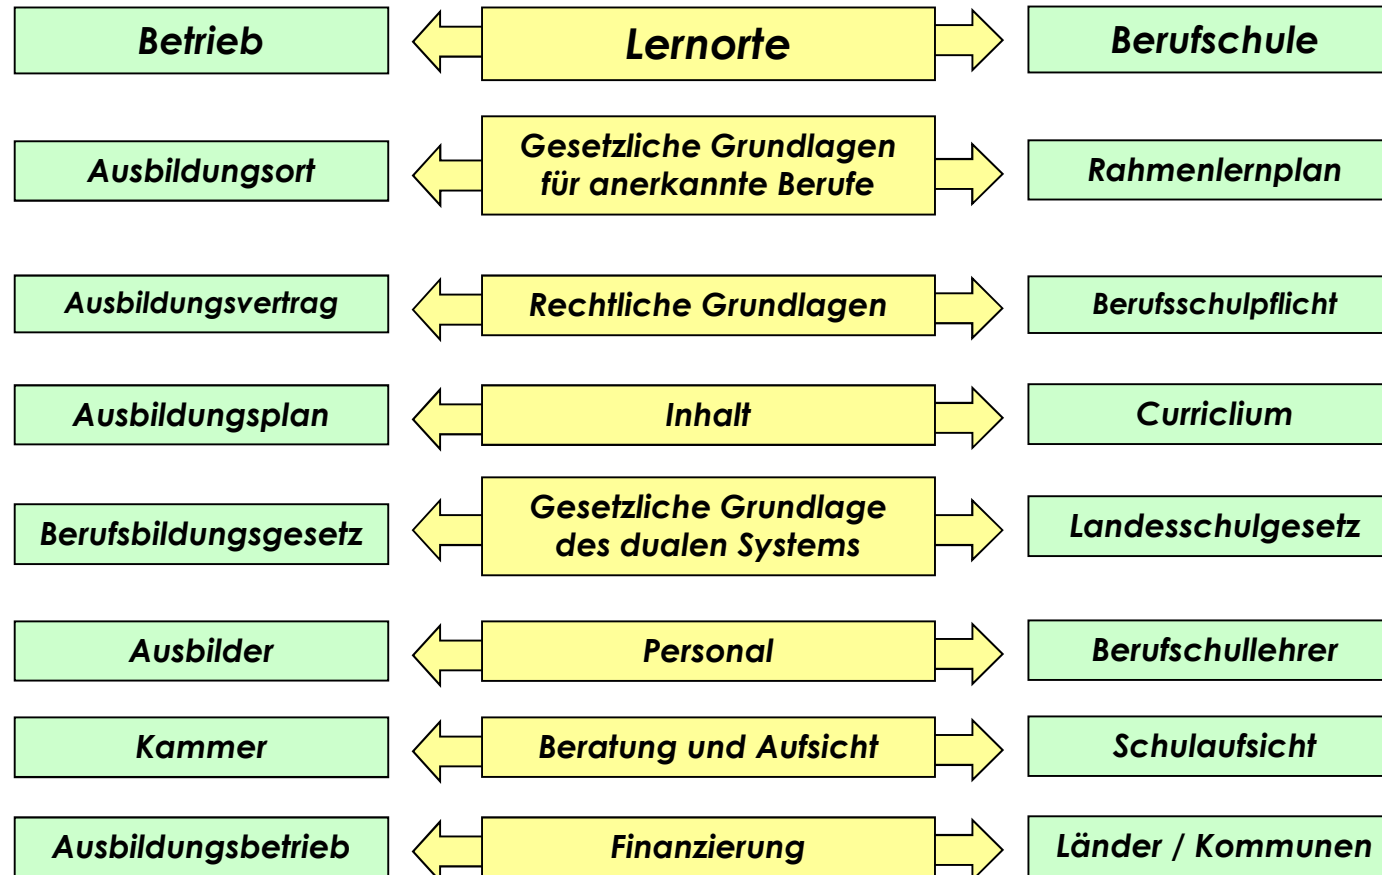 Betrieb
Lernorte
Berufschule
Ausbildungsort
Gesetzliche Grundlagen
für anerkannte Berufe
Rahmenlernplan
Ausbildungsvertrag
Rechtliche Grundlagen
Berufsschulpflicht
Ausbildungsplan
Inhalt
Curriclium
Berufsbildungsgesetz
Gesetzliche Grundlage
des dualen Systems
Landesschulgesetz
Ausbilder
Personal
Berufschullehrer
Kammer
Beratung und Aufsicht
Schulaufsicht
Ausbildungsbetrieb
Finanzierung
Länder / Kommunen